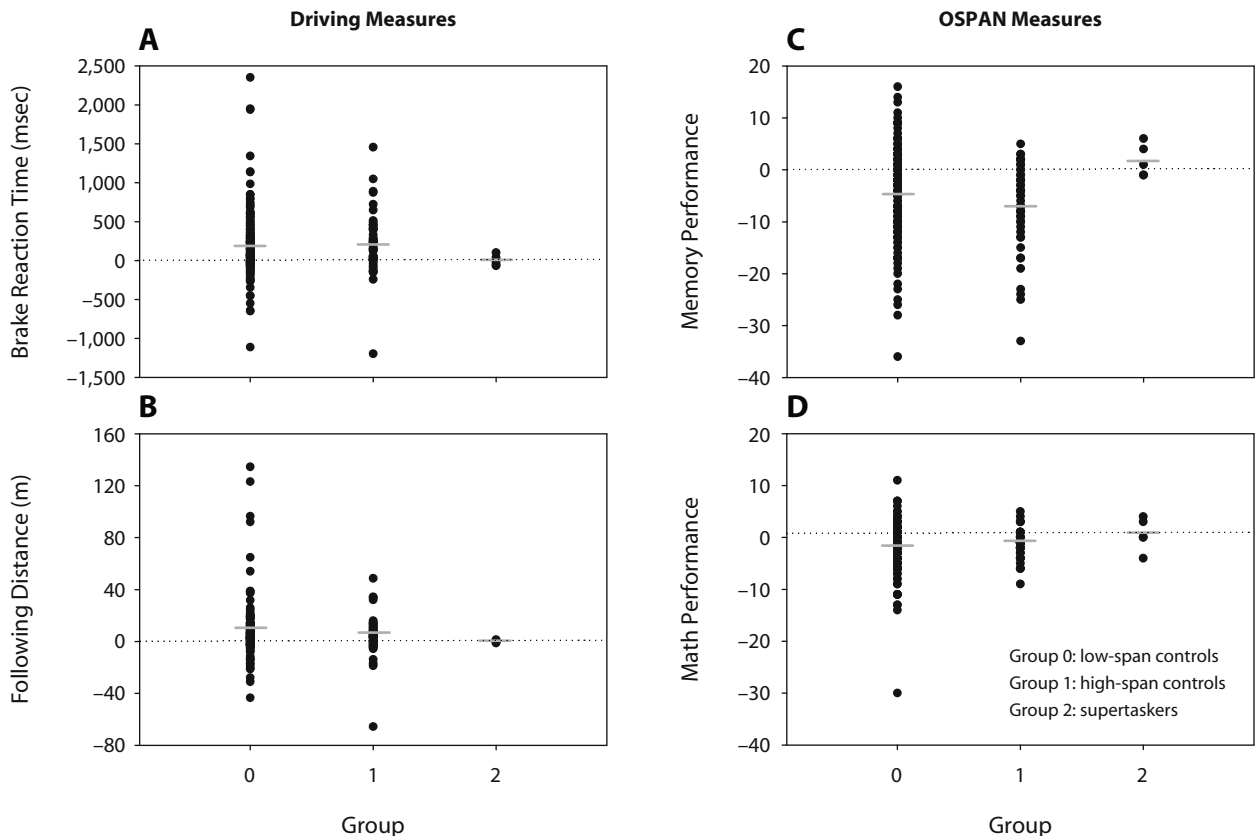 Driving Measures
A
Brake Reaction Time (msec)
2,500
2,000
1,500
1,000
500
0
−500
−1,000
−1,500
B
Following Distance (m)
160
120
80
40
0
−40
−80
0 1 2
Group
OSPAN Measures
C
Memory Performance
20
10
0
−10
−20
−30
−40
D
Math Performance
20
10
0
−10
−20
−30
−40
Group 0: low-span controls
Group 1: high-span controls
Group 2: supertaskers
0 1 2
Group